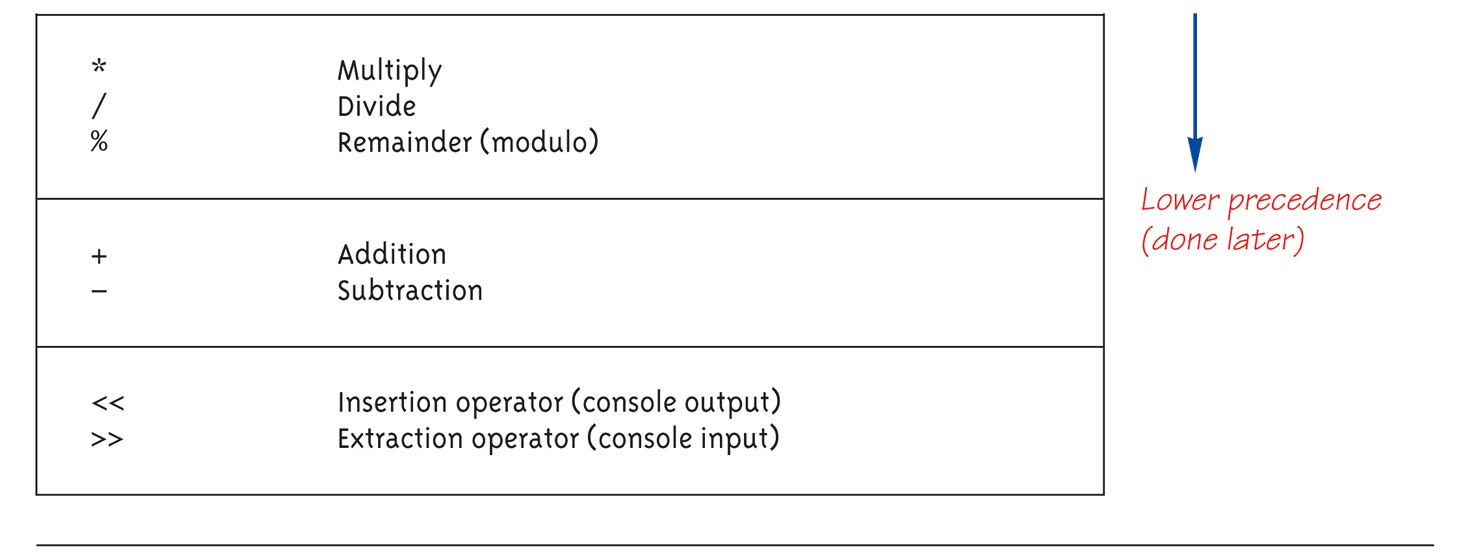 * Multiply
/ Divide
% Remainder (modulo)
Lower precedence
(done later)
+ Addition
– Subtraction
<< Insertion operator (console output)
>> Extraction operator (console input)